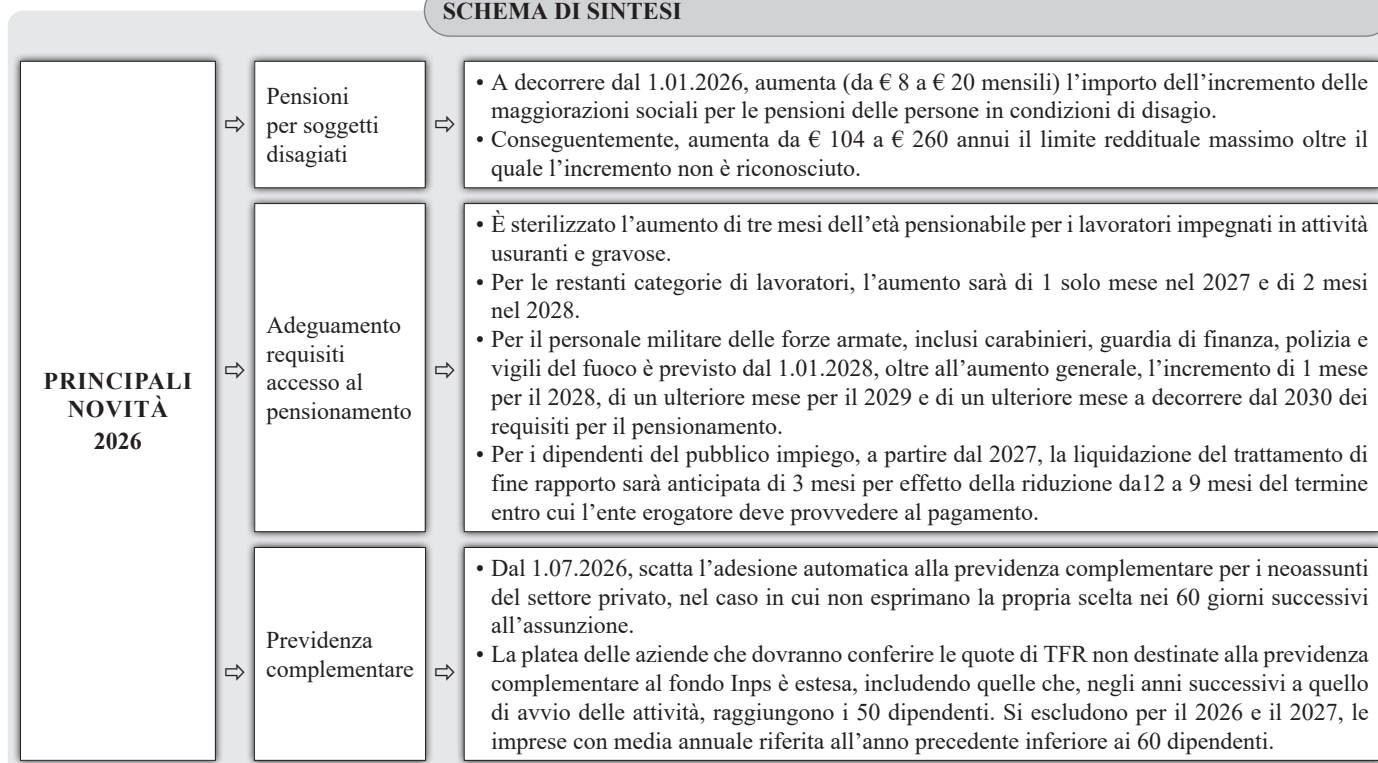 SCHEMA DI SINTESI
PRINCIPALI
NOVITÀ
2026
⇨
Pensioni
per soggetti
disagiati
⇨
• A decorrere dal 1.01.2026, aumenta (da € 8 a € 20 mensili) l’importo dell’incremento delle
maggiorazioni sociali per le pensioni delle persone in condizioni di disagio.
• Conseguentemente, aumenta da € 104 a € 260 annui il limite reddituale massimo oltre il
quale l’incremento non è riconosciuto.
⇨
Adeguamento
requisiti
accesso al
pensionamento
⇨
• È sterilizzato l’aumento di tre mesi dell’età pensionabile per i lavoratori impegnati in attività
usuranti e gravose.
• Per le restanti categorie di lavoratori, l’aumento sarà di 1 solo mese nel 2027 e di 2 mesi
nel 2028.
• Per il personale militare delle forze armate, inclusi carabinieri, guardia di finanza, polizia e
vigili del fuoco è previsto dal 1.01.2028, oltre all’aumento generale, l’incremento di 1 mese
per il 2028, di un ulteriore mese per il 2029 e di un ulteriore mese a decorrere dal 2030 dei
requisiti per il pensionamento.
• Per i dipendenti del pubblico impiego, a partire dal 2027, la liquidazione del trattamento di
fine rapporto sarà anticipata di 3 mesi per effetto della riduzione da12 a 9 mesi del termine
entro cui l’ente erogatore deve provvedere al pagamento.
⇨
Previdenza
complementare
⇨
• Dal 1.07.2026, scatta l’adesione automatica alla previdenza complementare per i neoassunti
del settore privato, nel caso in cui non esprimano la propria scelta nei 60 giorni successivi
all’assunzione.
• La platea delle aziende che dovranno conferire le quote di TFR non destinate alla previdenza
complementare al fondo Inps è estesa, includendo quelle che, negli anni successivi a quello
di avvio delle attività, raggiungono i 50 dipendenti. Si escludono per il 2026 e il 2027, le
imprese con media annuale riferita all’anno precedente inferiore ai 60 dipendenti.